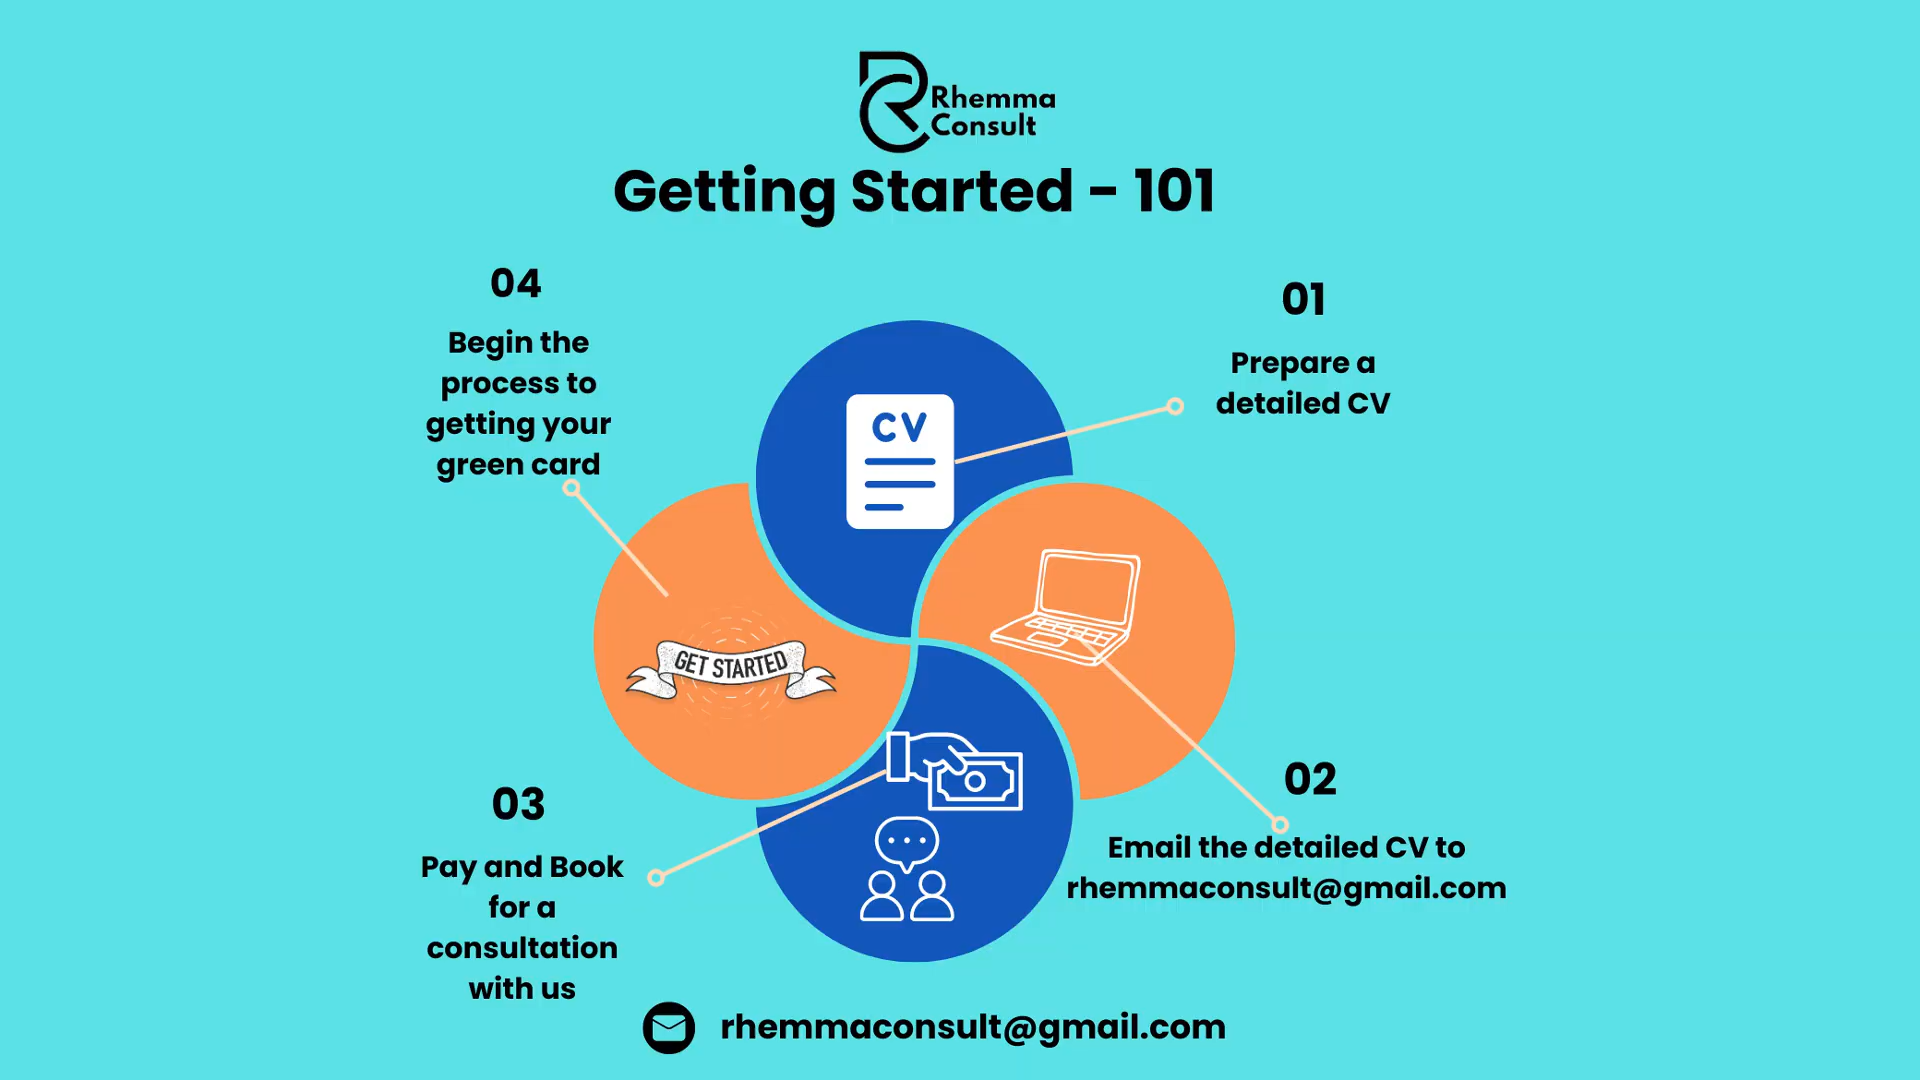 Rhemma
Consult
Getting Started - 101
01
Prepare a
detailed CV
CV
02
Email the detailed CV to
rhemmaconsult@gmail.com
03
Pay and Book
for a
consultation
with us
04
Begin the
process to
getting your
green card
GET STARTED
rhemmaconsult@gmail.com